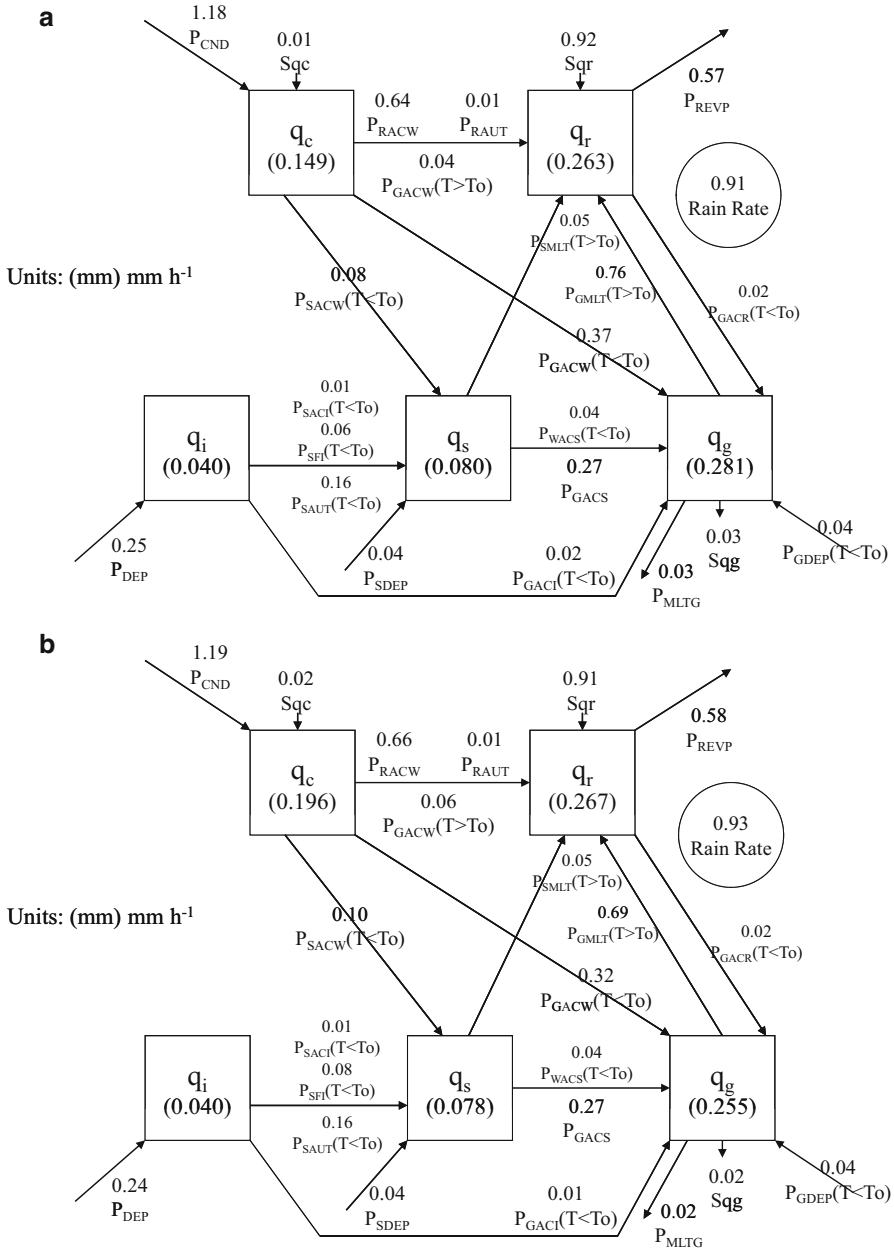 a
1.18
P_CND
0.01
Sqc
0.92
Sqr
0.57
P_REVP
q_c
(0.149)
0.64
P_RACW
0.01
P_RAUT
0.04
P_GACW(T>To)
q_r
(0.263)
0.91
Rain Rate
Units: (mm) mm h⁻¹
0.08
P_SACW(T<To)
0.05
P_SMLT(T>To)
0.76
P_GMLT(T>To)
0.02
P_GACR(T<To)
0.37
P_GACW(T<To)
q_i
(0.040)
0.01
P_SACI(T<To)
0.06
P_SFI(T<To)
0.16
P_SAUT(T<To)
q_s
(0.080)
0.04
P_WACS(T<To)
0.27
P_GACS
q_g
(0.281)
0.25
P_DEP
0.04
P_SDEP
0.02
P_GACI(T<To)
0.03
P_MLTG
0.03
Sqg
0.04
P_GDEP(T<To)
b
1.19
P_CND
0.02
Sqc
0.91
Sqr
0.58
P_REVP
q_c
(0.196)
0.66
P_RACW
0.01
P_RAUT
0.06
P_GACW(T>To)
q_r
(0.267)
0.93
Rain Rate
Units: (mm) mm h⁻¹
0.10
P_SACW(T<To)
0.05
P_SMLT(T>To)
0.69
P_GMLT(T>To)
0.02
P_GACR(T<To)
0.32
P_GACW(T<To)
q_i
(0.040)
0.01
P_SACI(T<To)
0.08
P_SFI(T<To)
0.16
P_SAUT(T<To)
q_s
(0.078)
0.04
P_WACS(T<To)
0.27
P_GACS
q_g
(0.255)
0.24
P_DEP
0.04
P_SDEP
0.01
P_GACI(T<To)
0.02
P_MLTG
0.02
Sqg
0.04
P_GDEP(T<To)